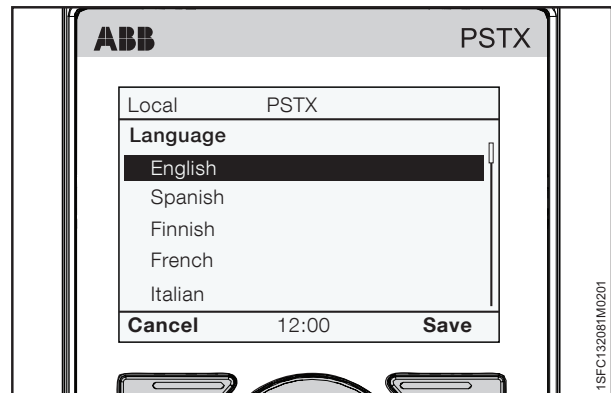 ABB PSTX
Local PSTX
Language
English
Spanish
Finnish
French
Italian
Cancel 12:00 Save
1SFC132081M0201